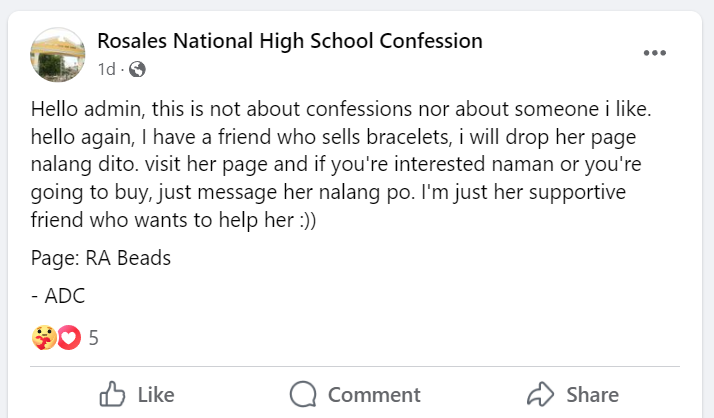 Rosales National High School Confession
1d ·
Hello admin, this is not about confessions nor about someone i like.
hello again, I have a friend who sells bracelets, i will drop her page
nalang dito. visit her page and if you're interested naman or you're
going to buy, just message her nalang po. I'm just her supportive
friend who wants to help her :))
Page: RA Beads
- ADC
5
Like Comment Share